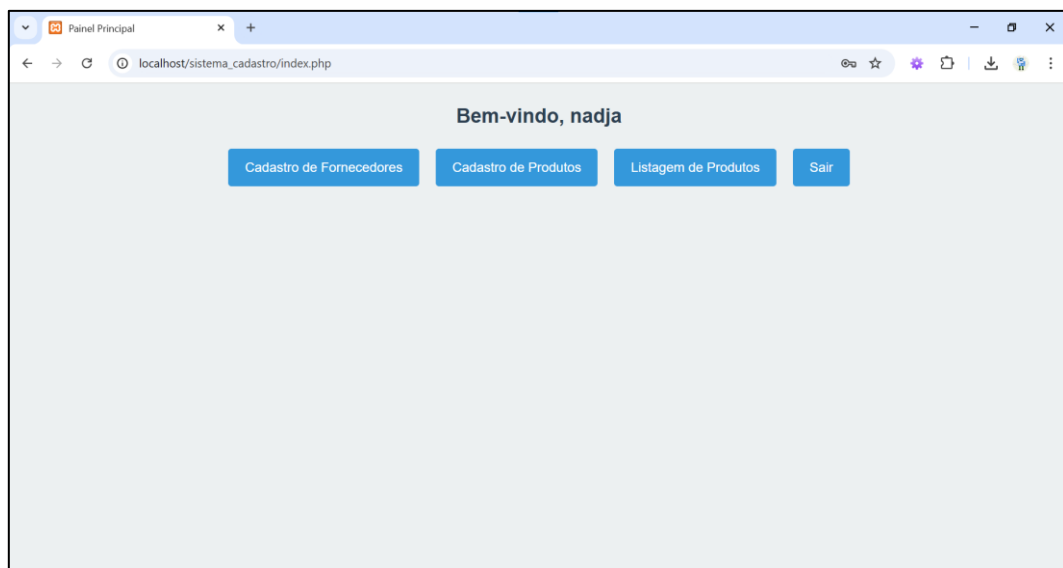 Painel Principal
localhost/sistema_cadastro/index.php
Bem-vindo, nadja
Cadastro de Fornecedores Cadastro de Produtos Listagem de Produtos Sair